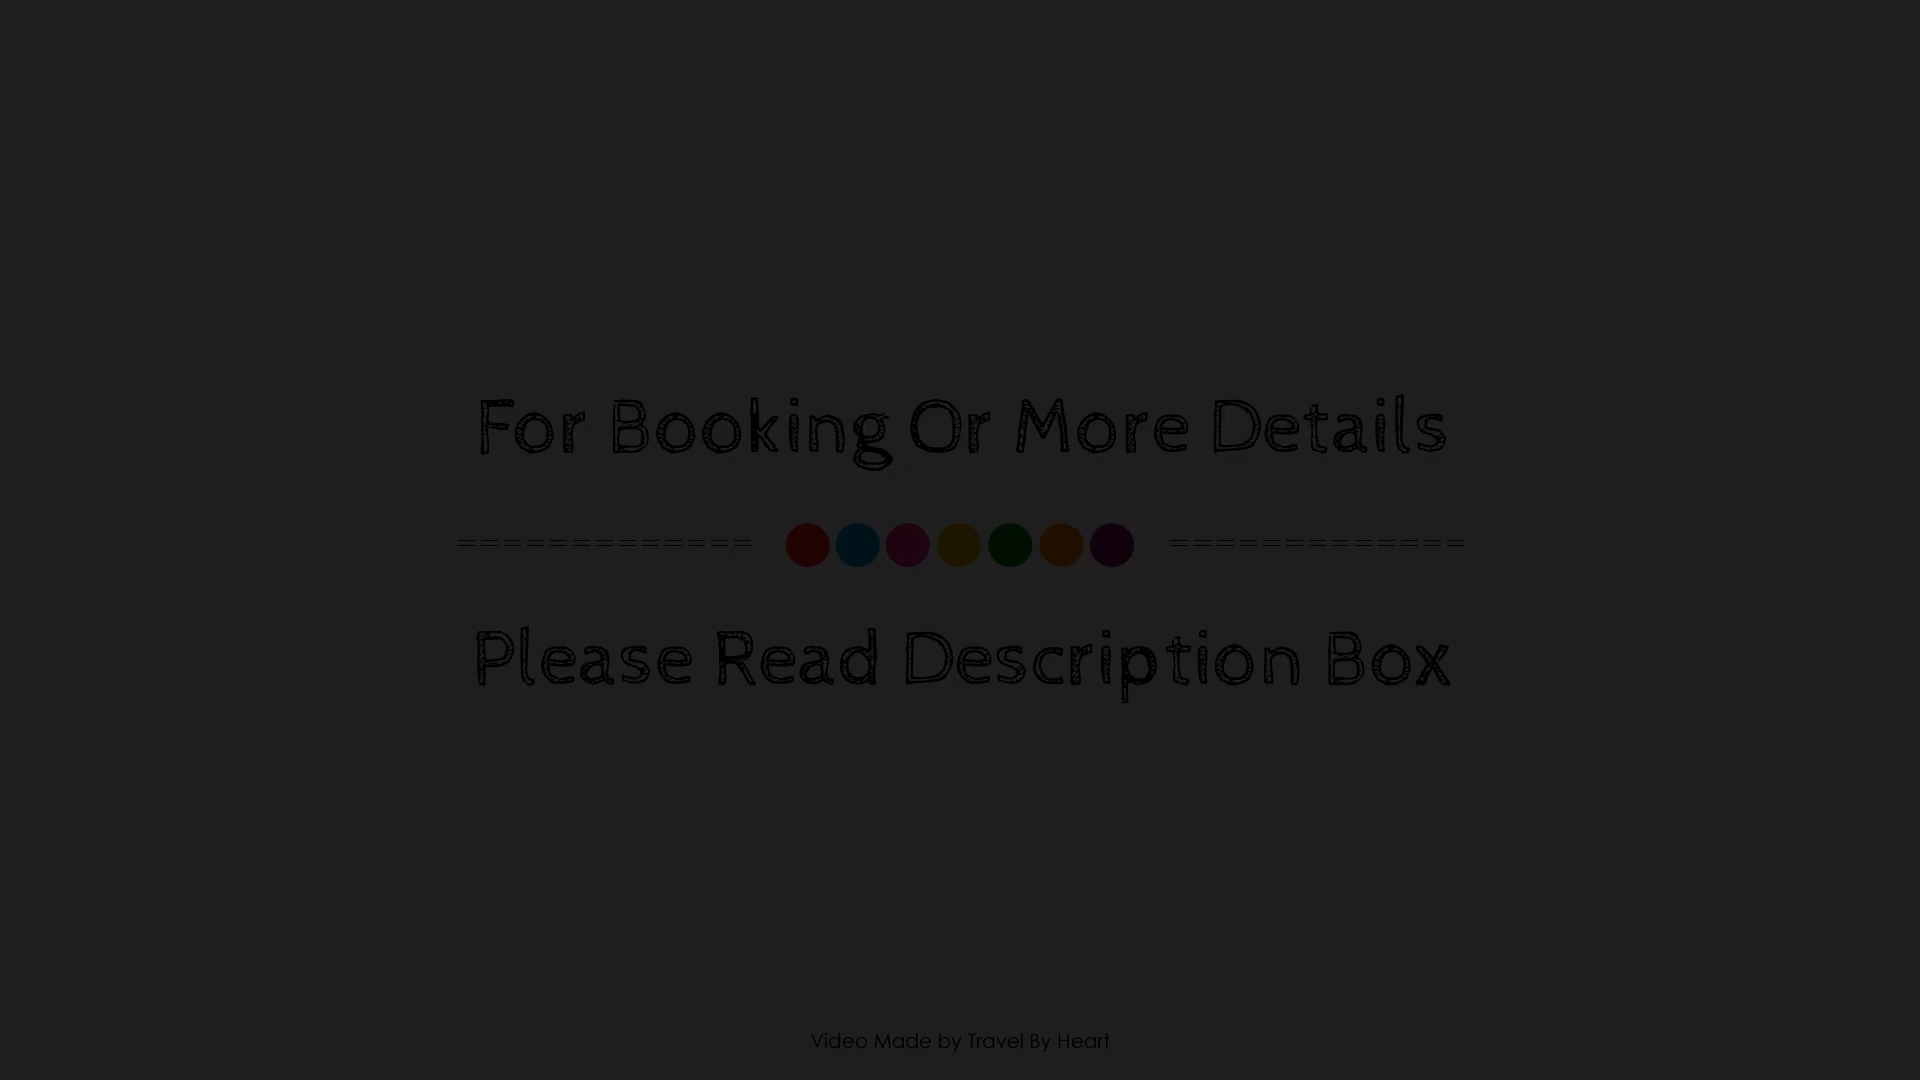 For Booking Or More Details
============= =============
Please Read Description Box
Video Made by Travel By Heart